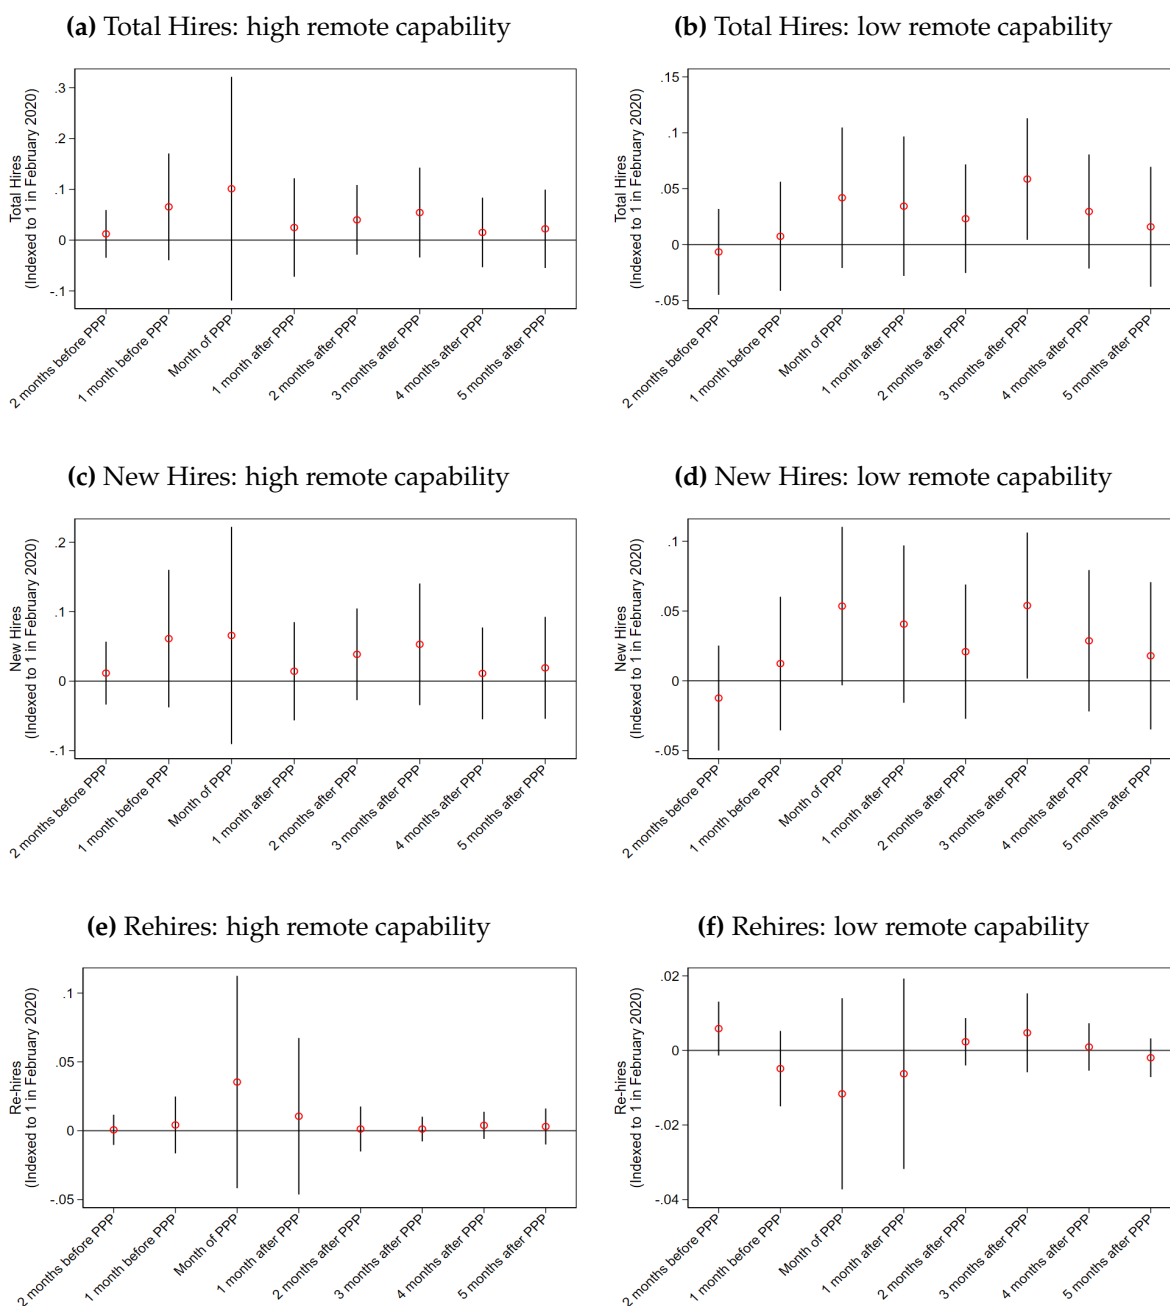 (a) Total Hires: high remote capability
Total Hires
(Indexed to 1 in February 2020)
.3
.2
.1
0
-.1
2 months before PPP
1 month before PPP
Month of PPP
1 month after PPP
2 months after PPP
3 months after PPP
4 months after PPP
5 months after PPP
(b) Total Hires: low remote capability
Total Hires
(Indexed to 1 in February 2020)
.15
.1
.05
0
-.05
2 months before PPP
1 month before PPP
Month of PPP
1 month after PPP
2 months after PPP
3 months after PPP
4 months after PPP
5 months after PPP
(c) New Hires: high remote capability
New Hires
(Indexed to 1 in February 2020)
.2
.1
0
-.1
2 months before PPP
1 month before PPP
Month of PPP
1 month after PPP
2 months after PPP
3 months after PPP
4 months after PPP
5 months after PPP
(d) New Hires: low remote capability
New Hires
(Indexed to 1 in February 2020)
.1
.05
0
-.05
2 months before PPP
1 month before PPP
Month of PPP
1 month after PPP
2 months after PPP
3 months after PPP
4 months after PPP
5 months after PPP
(e) Rehires: high remote capability
Re-hires
(Indexed to 1 in February 2020)
.1
.05
0
-.05
2 months before PPP
1 month before PPP
Month of PPP
1 month after PPP
2 months after PPP
3 months after PPP
4 months after PPP
5 months after PPP
(f) Rehires: low remote capability
Re-hires
(Indexed to 1 in February 2020)
.02
0
-.02
-.04
2 months before PPP
1 month before PPP
Month of PPP
1 month after PPP
2 months after PPP
3 months after PPP
4 months after PPP
5 months after PPP